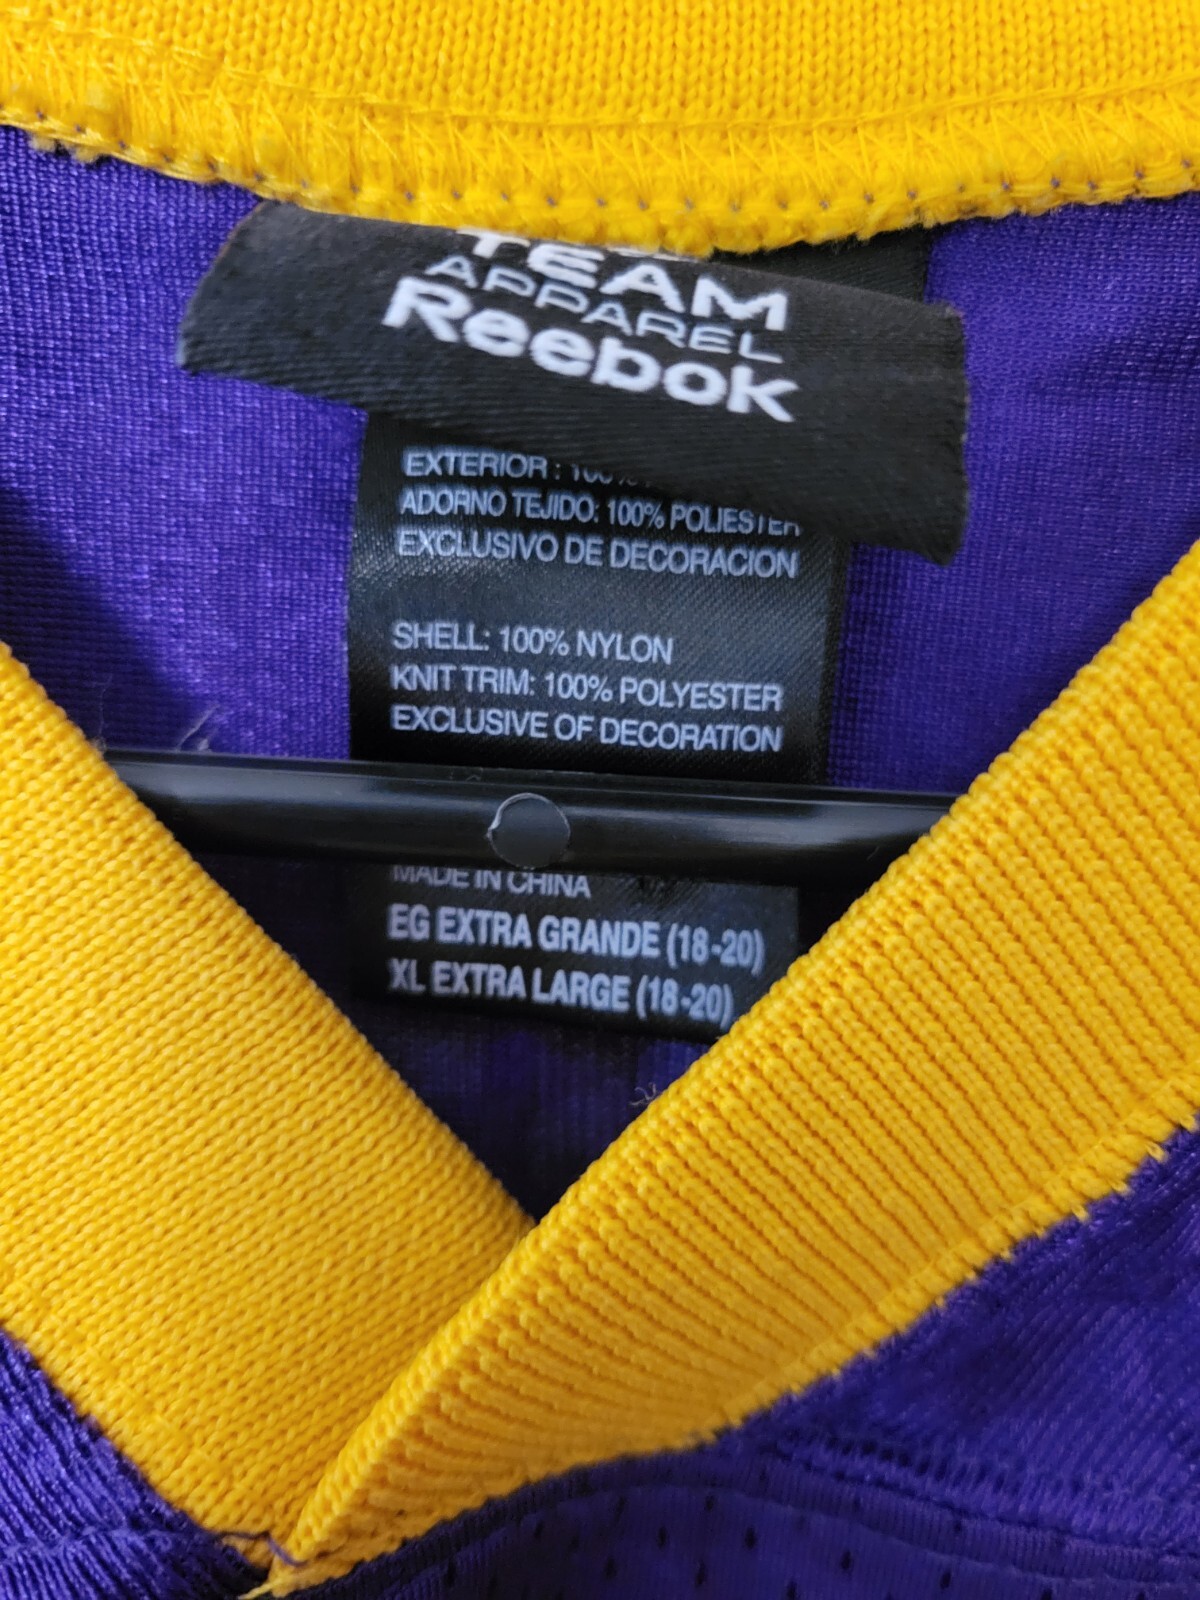 TEAM
APPAREL
Reebok
EXTERIOR: 100%
ADORNO TEJIDO: 100% POLIESTER
EXCLUSIVO DE DECORACION
SHELL: 100% NYLON
KNIT TRIM: 100% POLYESTER
EXCLUSIVE OF DECORATION
MADE IN CHINA
EG EXTRA GRANDE (18-20)
XL EXTRA LARGE (18-20)